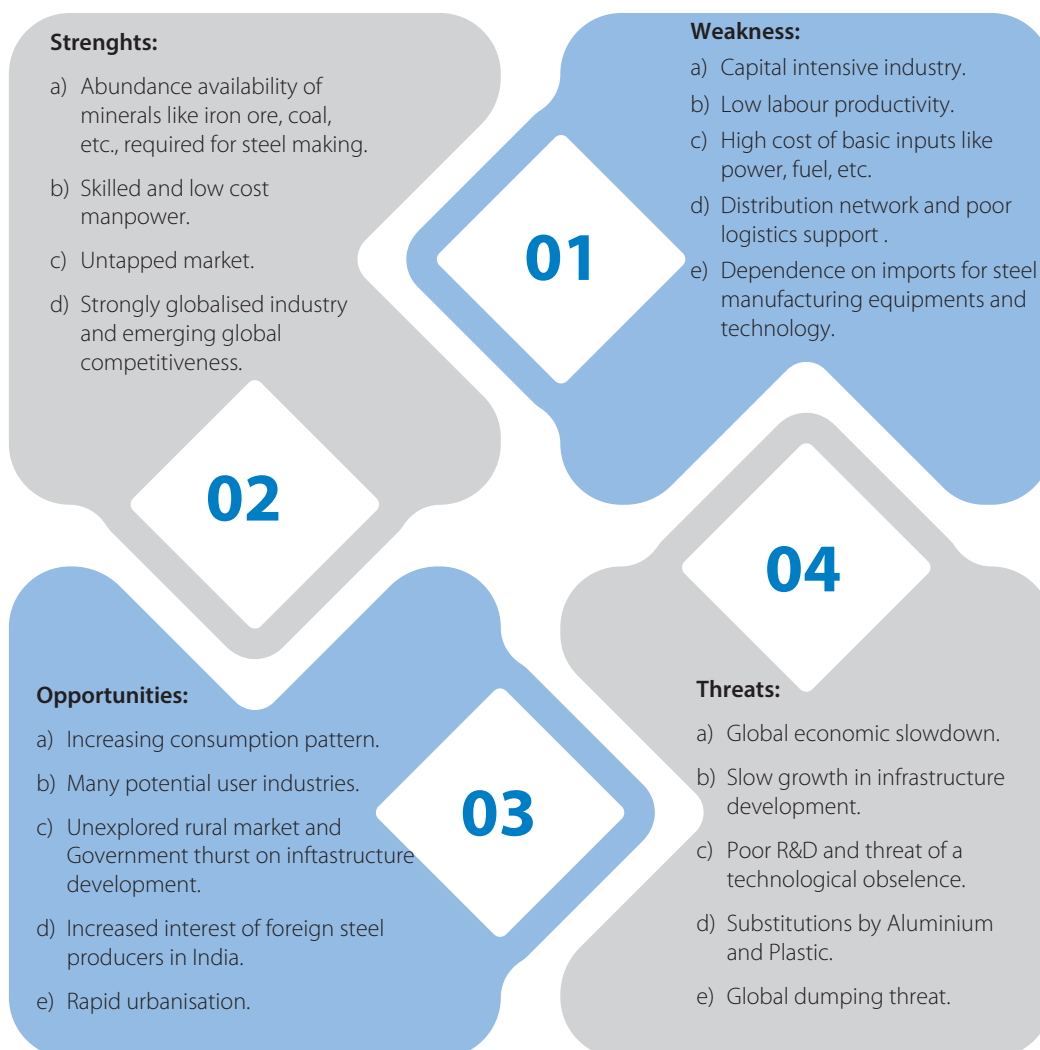 Strenghts:
a) Abundance availability of
minerals like iron ore, coal,
etc., required for steel making.
b) Skilled and low cost
manpower.
c) Untapped market.
d) Strongly globalised industry
and emerging global
competitiveness.
01
Weakness:
a) Capital intensive industry.
b) Low labour productivity.
c) High cost of basic inputs like
power, fuel, etc.
d) Distribution network and poor
logistics support .
e) Dependence on imports for steel
manufacturing equipments and
technology.
02
Opportunities:
a) Increasing consumption pattern.
b) Many potential user industries.
c) Unexplored rural market and
Government thurst on inftastructure
development.
d) Increased interest of foreign steel
producers in India.
e) Rapid urbanisation.
03
04
Threats:
a) Global economic slowdown.
b) Slow growth in infrastructure
development.
c) Poor R&D and threat of a
technological obselence.
d) Substitutions by Aluminium
and Plastic.
e) Global dumping threat.